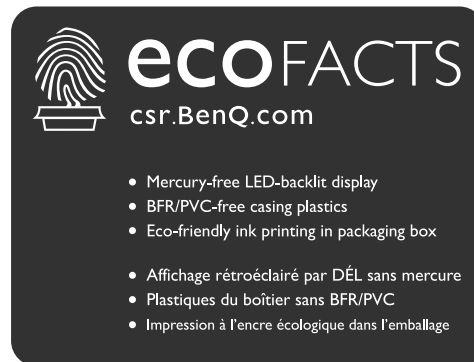 ecoFACTS
csr.BenQ.com
• Mercury-free LED-backlit display
• BFR/PVC-free casing plastics
• Eco-friendly ink printing in packaging box
• Affichage rétroéclairé par DÉL sans mercure
• Plastiques du boîtier sans BFR/PVC
• Impression à l'encre écologique dans l'emballage